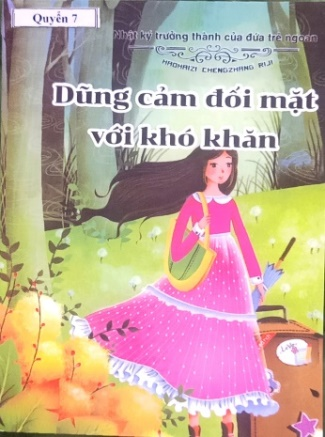 Quyển 7
Nhật ký trưởng thành của đứa trẻ ngoan
HAOHAIZI CHENGZHANG RIJI
Dũng cảm đối mặt
với khó khăn